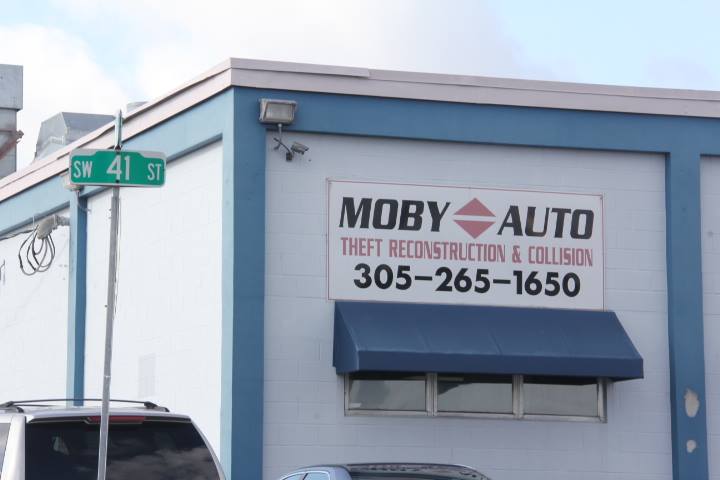 SW 41 ST
MOBY AUTO
THEFT RECONSTRUCTION & COLLISION
305-265-1650